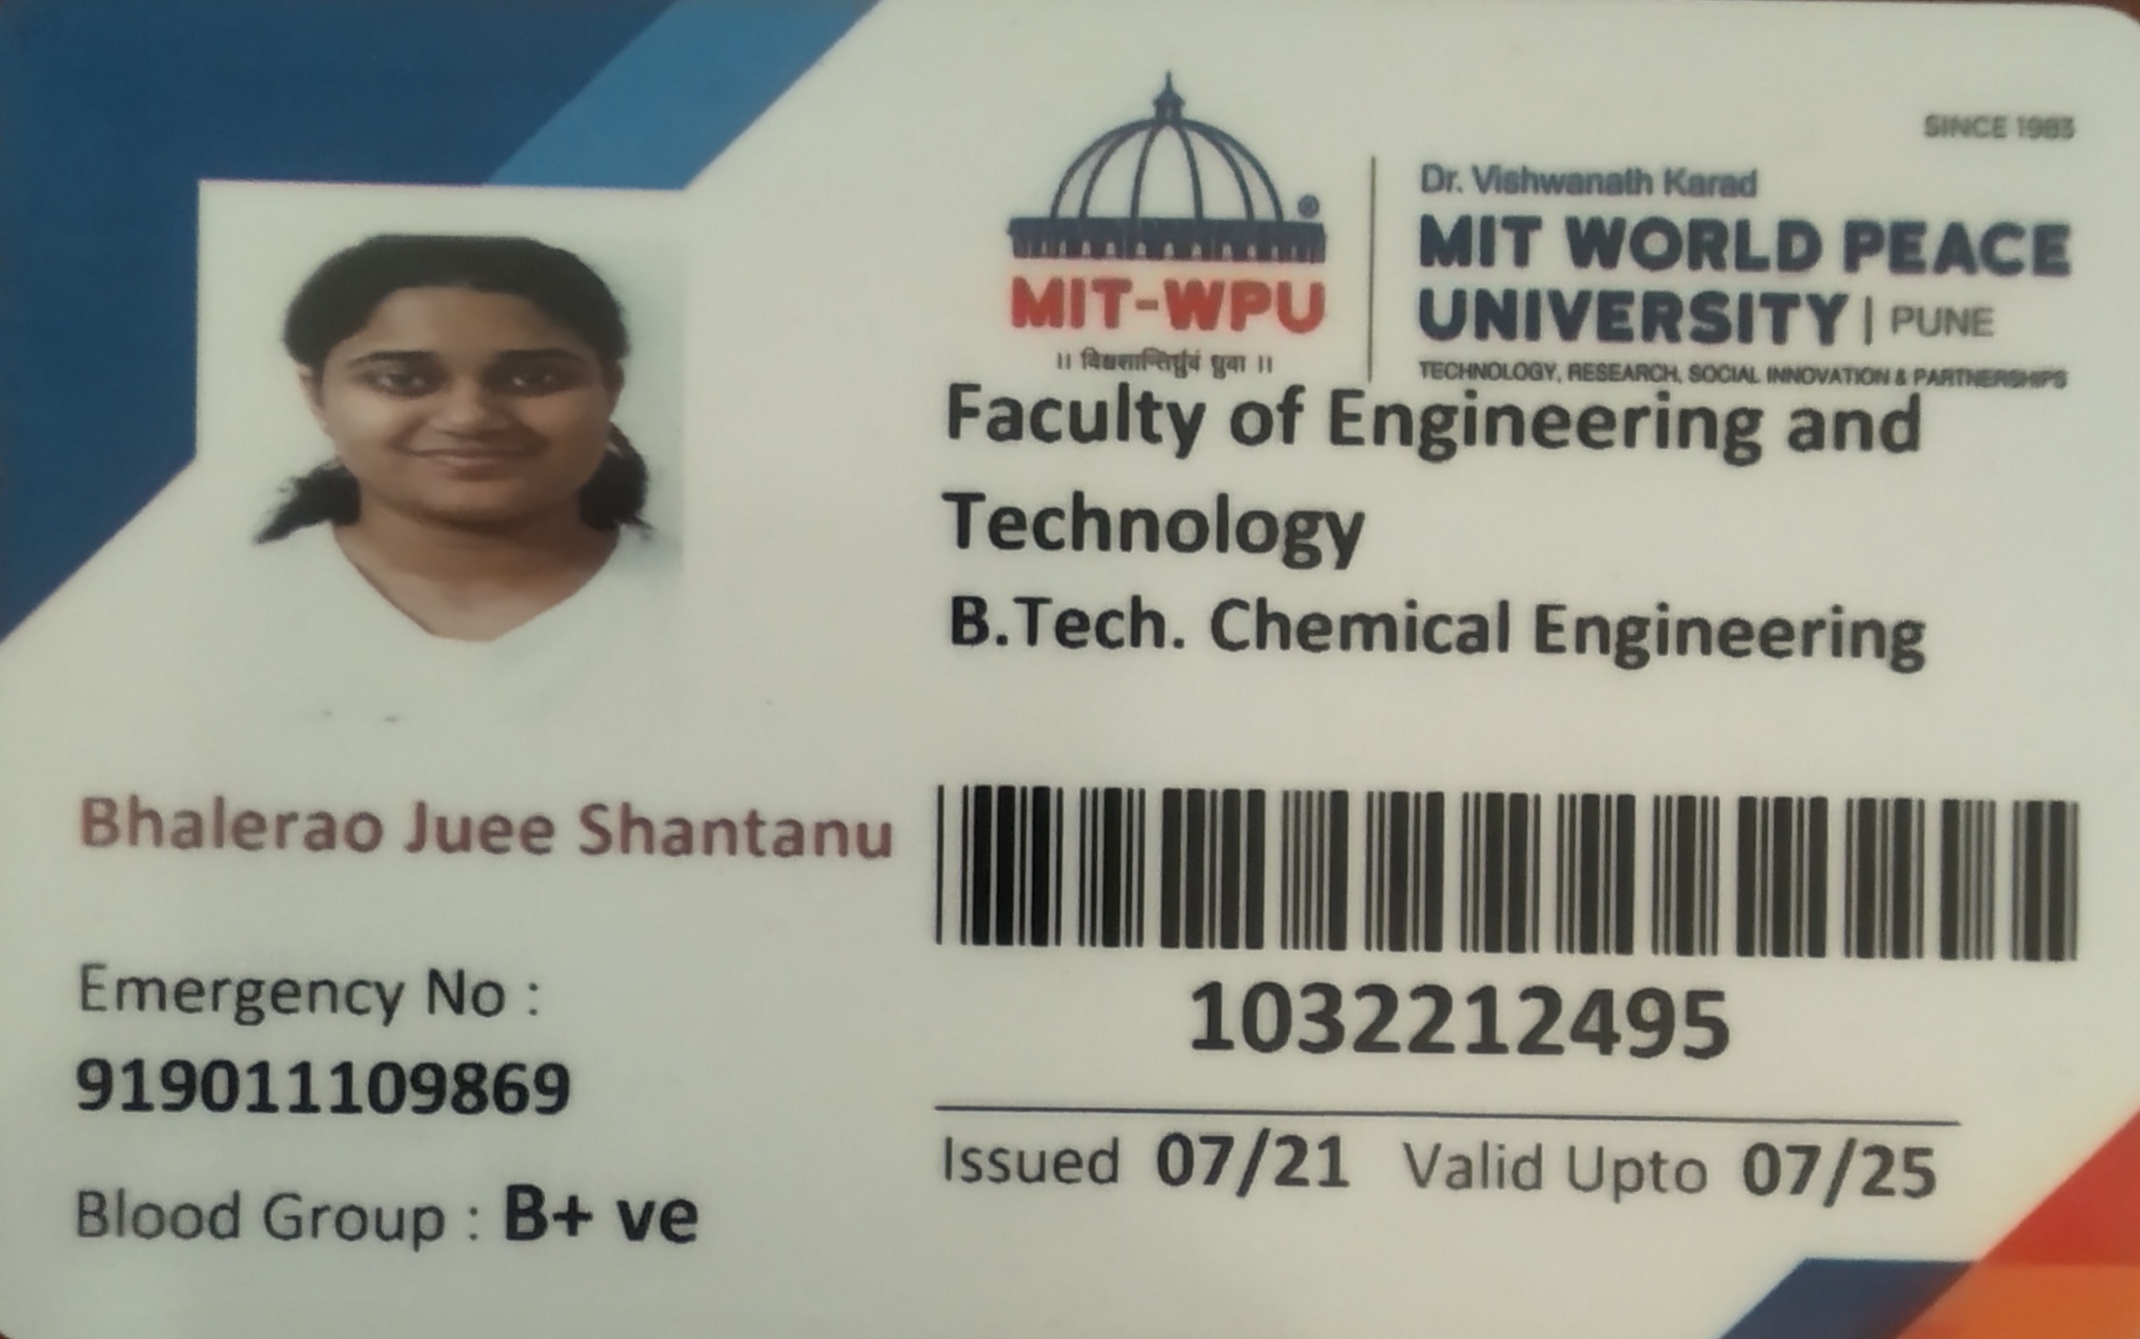 SINCE 1983
Dr. Vishwanath Karad
MIT WORLD PEACE
UNIVERSITY | PUNE
TECHNOLOGY, RESEARCH, SOCIAL INNOVATION & PARTNERSHIPS
MIT-WPU
॥ विश्वशान्तिर्ध्रुवं ध्रुवा ॥
Faculty of Engineering and
Technology
B.Tech. Chemical Engineering
Bhalerao Juee Shantanu
Emergency No :
919011109869
Blood Group : B+ ve
1032212495
Issued 07/21 Valid Upto 07/25